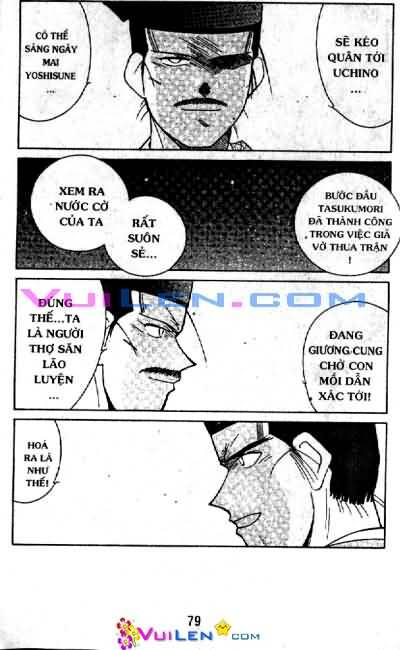 CÓ THỂ
SÁNG NGÀY
MAI
YOSHISUNE
...
SẼ KÉO
QUÂN TỚI
UCHINO
...
XEM RA
NƯỚC CỜ
CỦA TA
RẤT
SUÔN
SẺ...
BƯỚC ĐẦU
TASUKUMORI
ĐÃ THÀNH CÔNG
TRONG VIỆC GIẢ
VỜ THUA TRẬN
!
VUILEN.COM
ĐÚNG
THẾ...TA
LÀ NGƯỜI
THỢ SĂN
LÃO
LUYỆN
...
ĐANG
GIƯƠNG CUNG
CHỜ CON
MỒI DẪN
XÁC TỚI!
HOÁ
RA LÀ
NHƯ
THẾ!
79
VUILEN.COM